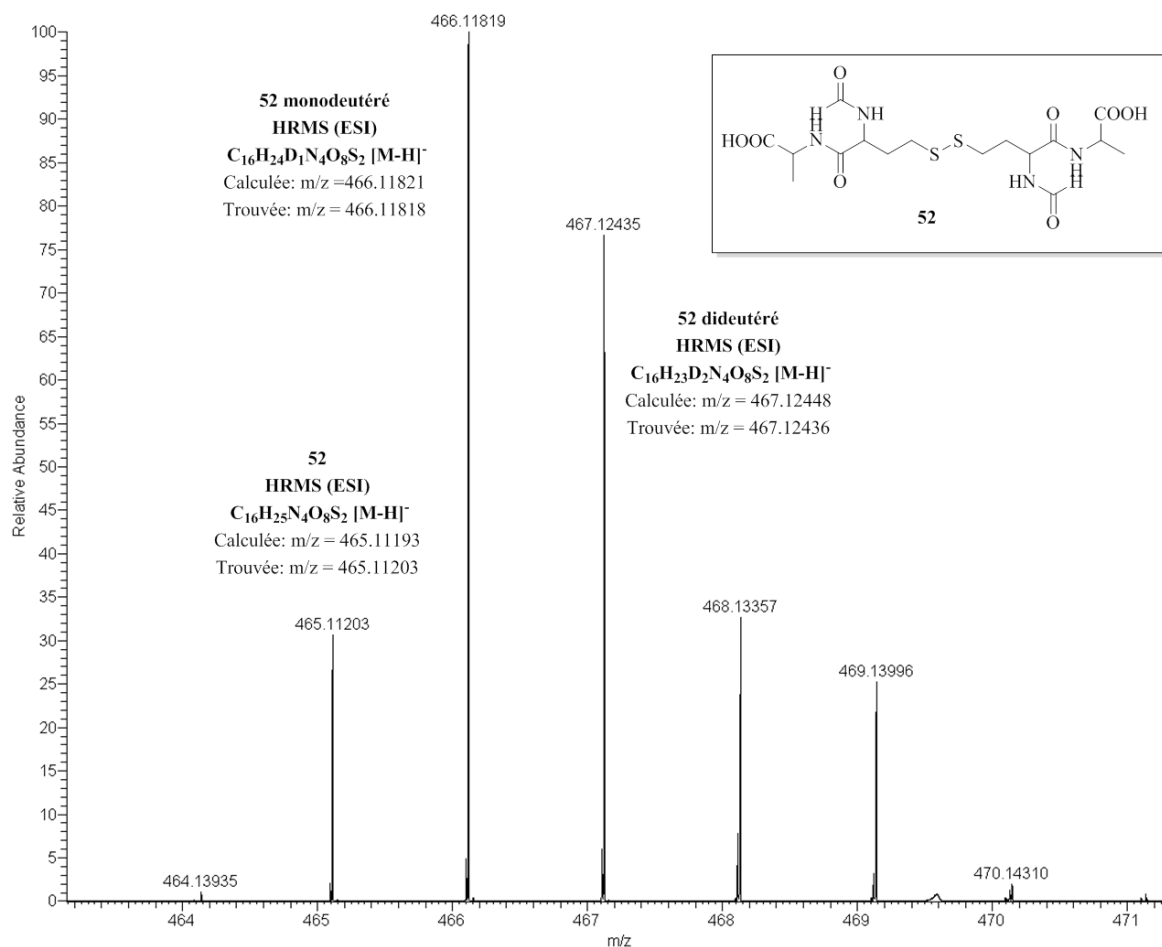 100
95
90
85
80
75
70
65
60
55
50
45
40
35
30
25
20
15
10
5
0
Relative Abundance
464
465
466
467
468
469
470
471
m/z
464.13935
465.11203
466.11819
467.12435
468.13357
469.13996
470.14310
52 monodeutéré
HRMS (ESI)
C₁₆H₂₄D₁N₄O₈S₂ [M-H]⁻
Calculée: m/z =466.11821
Trouvée: m/z = 466.11818
52 dideutéré
HRMS (ESI)
C₁₆H₂₃D₂N₄O₈S₂ [M-H]⁻
Calculée: m/z = 467.12448
Trouvée: m/z = 467.12436
52
HRMS (ESI)
C₁₆H₂₅N₄O₈S₂ [M-H]⁻
Calculée: m/z = 465.11193
Trouvée: m/z = 465.11203
O
H
NH
HOOC
H
N
O
S
S
O
COOH
N
H
HN
H
O
52